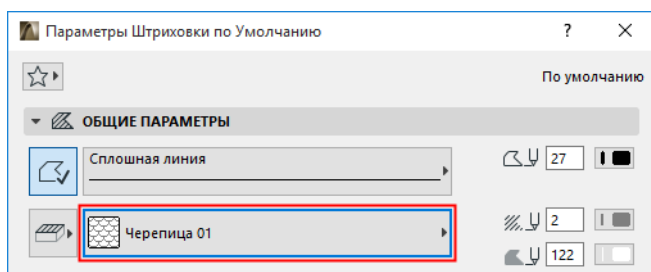 Параметры Штриховки по Умолчанию ?
По умолчанию
ОБЩИЕ ПАРАМЕТРЫ
Сплошная линия
27
Черепица 01
2
122